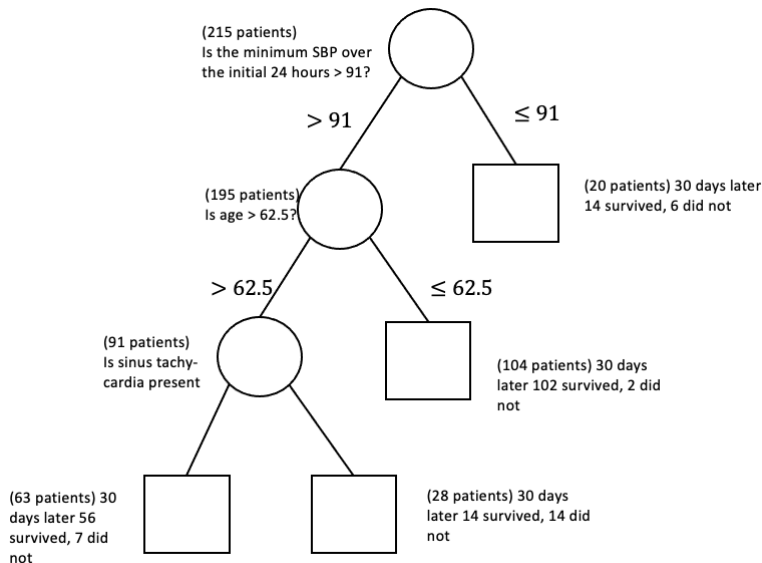 (215 patients)
Is the minimum SBP over
the initial 24 hours > 91?
> 91
≤ 91
(195 patients)
Is age > 62.5?
(20 patients) 30 days later
14 survived, 6 did not
> 62.5
≤ 62.5
(91 patients)
Is sinus tachy-
cardia present
(104 patients) 30 days
later 102 survived, 2 did
not
(63 patients) 30
days later 56
survived, 7 did
not
(28 patients) 30 days
later 14 survived, 14 did
not